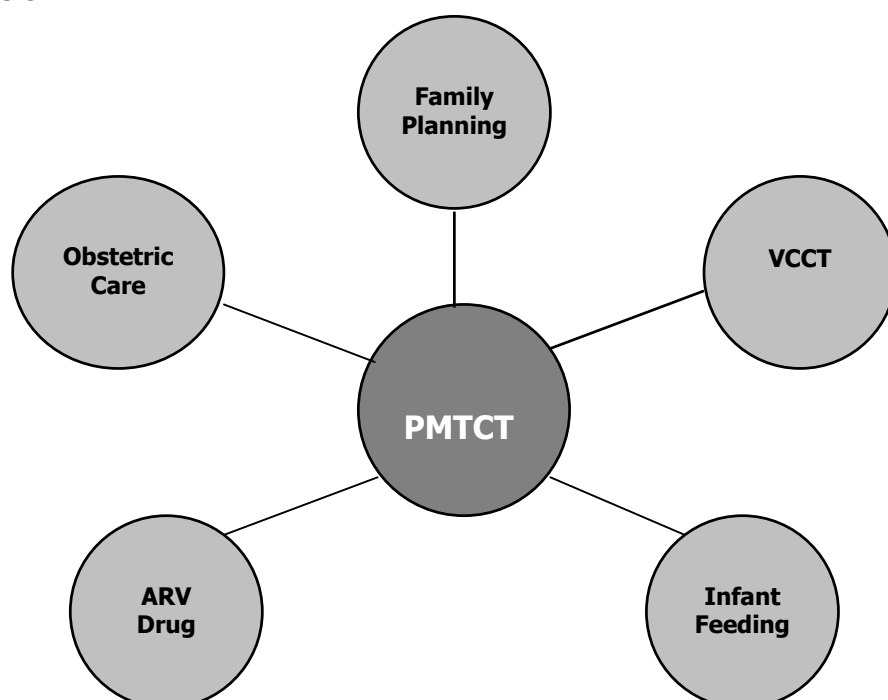 Family
Planning
Obstetric
Care
VCCT
PMTCT
ARV
Drug
Infant
Feeding